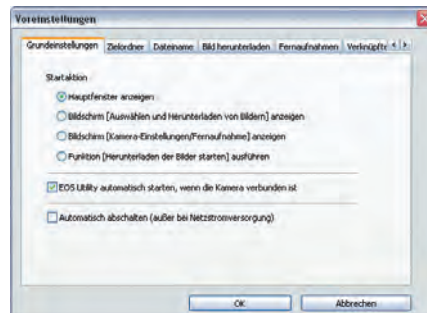 Voreinstellungen
Grundeinstellungen Zielordner Dateiname Bild herunterladen Fernaufnahmen Verknüpfte
Startaktion
Hauptfenster anzeigen
Bildschirm [Auswählen und Herunterladen von Bildern] anzeigen
Bildschirm [Kamera-Einstellungen/Fernaufnahme] anzeigen
Funktion [Herunterladen der Bilder starten] ausführen
EOS Utility automatisch starten, wenn die Kamera verbunden ist
Automatisch abschalten (außer bei Netzstromversorgung)
OK Abbrechen